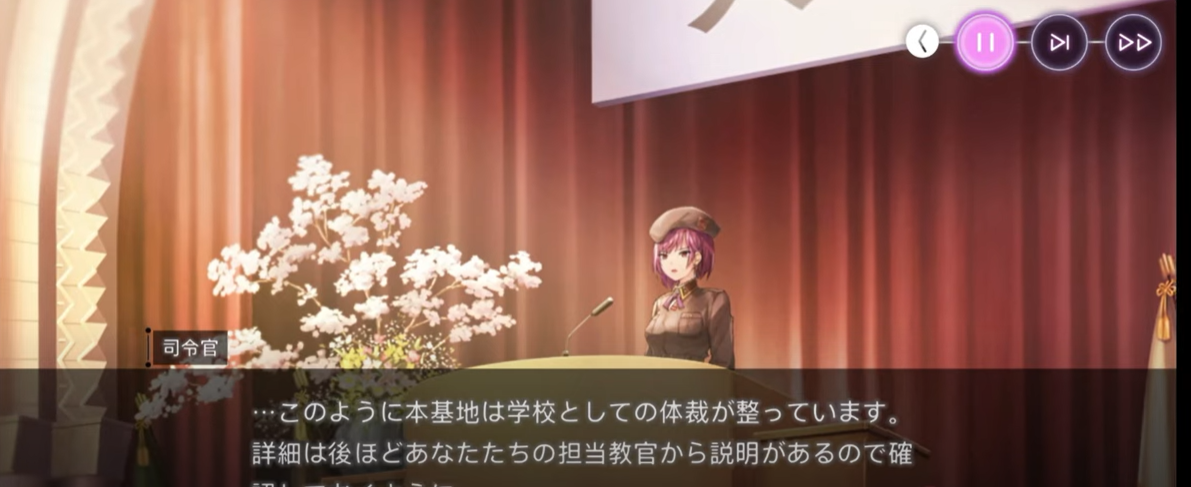 司令官
…このように本基地は学校としての体裁が整っています。
詳細は後ほどあなたたちの担当教官から説明があるので確